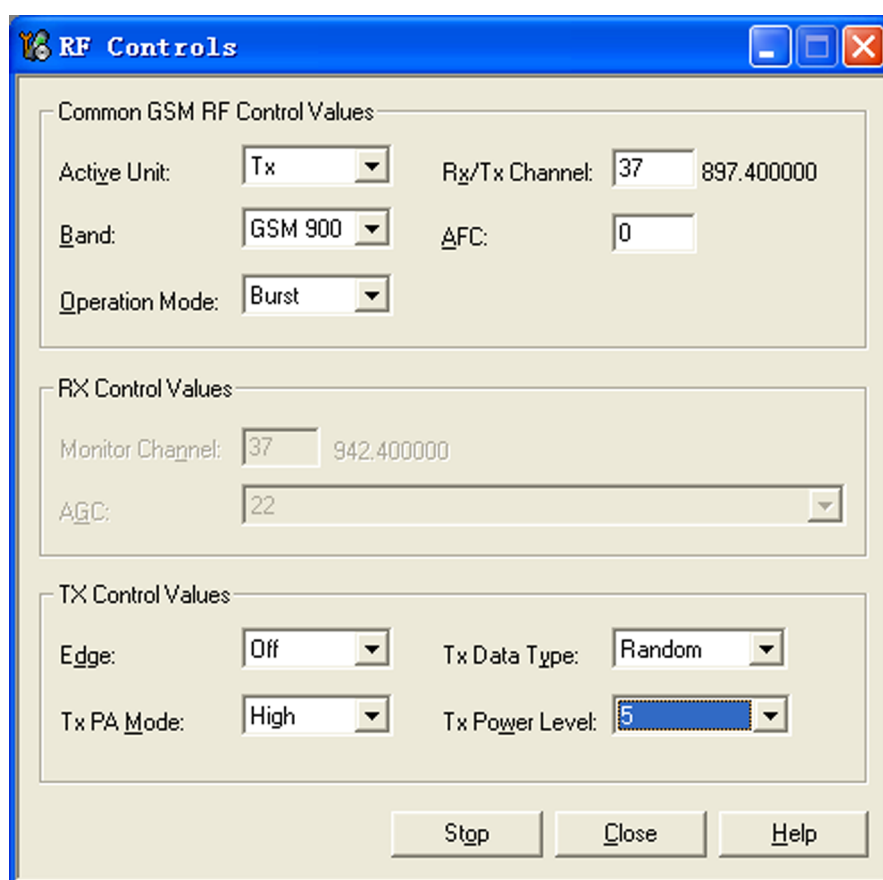 RF Controls
Common GSM RF Control Values
Active Unit: Tx Rx/Tx Channel: 37 897.400000
Band: GSM 900 AFC: 0
Operation Mode: Burst
RX Control Values
Monitor Channel: 37 942.400000
AGC: 22
TX Control Values
Edge: Off Tx Data Type: Random
Tx PA Mode: High Tx Power Level: 5
Stop Close Help